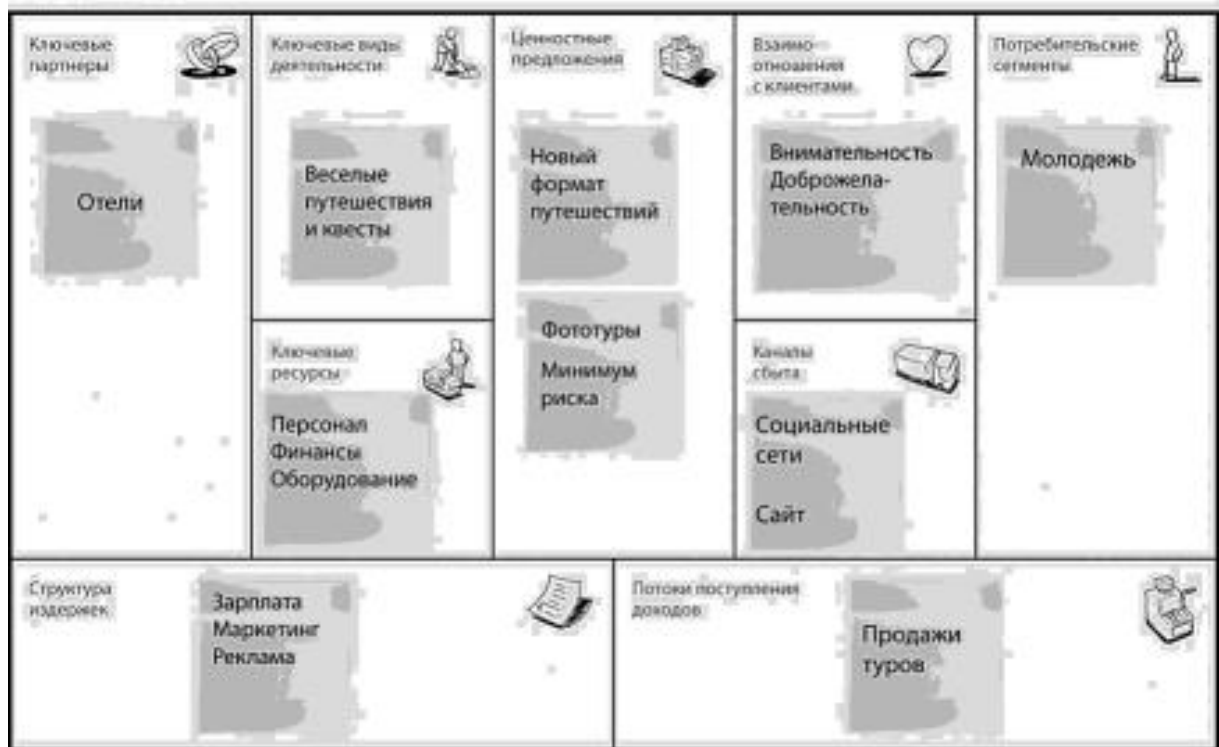 Ключевые
партнеры
Отели
Ключевые виды
деятельности
Веселые
путешествия
и квесты
Ключевые
ресурсы
Персонал
Финансы
Оборудование
Ценностные
предложения
Новый
формат
путешествий
Фототуры
Минимум
риска
Взаимо-
отношения
с клиентами
Внимательность
Доброжела-
тельность
Каналы
сбыта
Социальные
сети
Сайт
Потребительские
сегменты
Молодежь
Структура
издержек
Зарплата
Маркетинг
Реклама
Потоки поступления
доходов
Продажи
туров